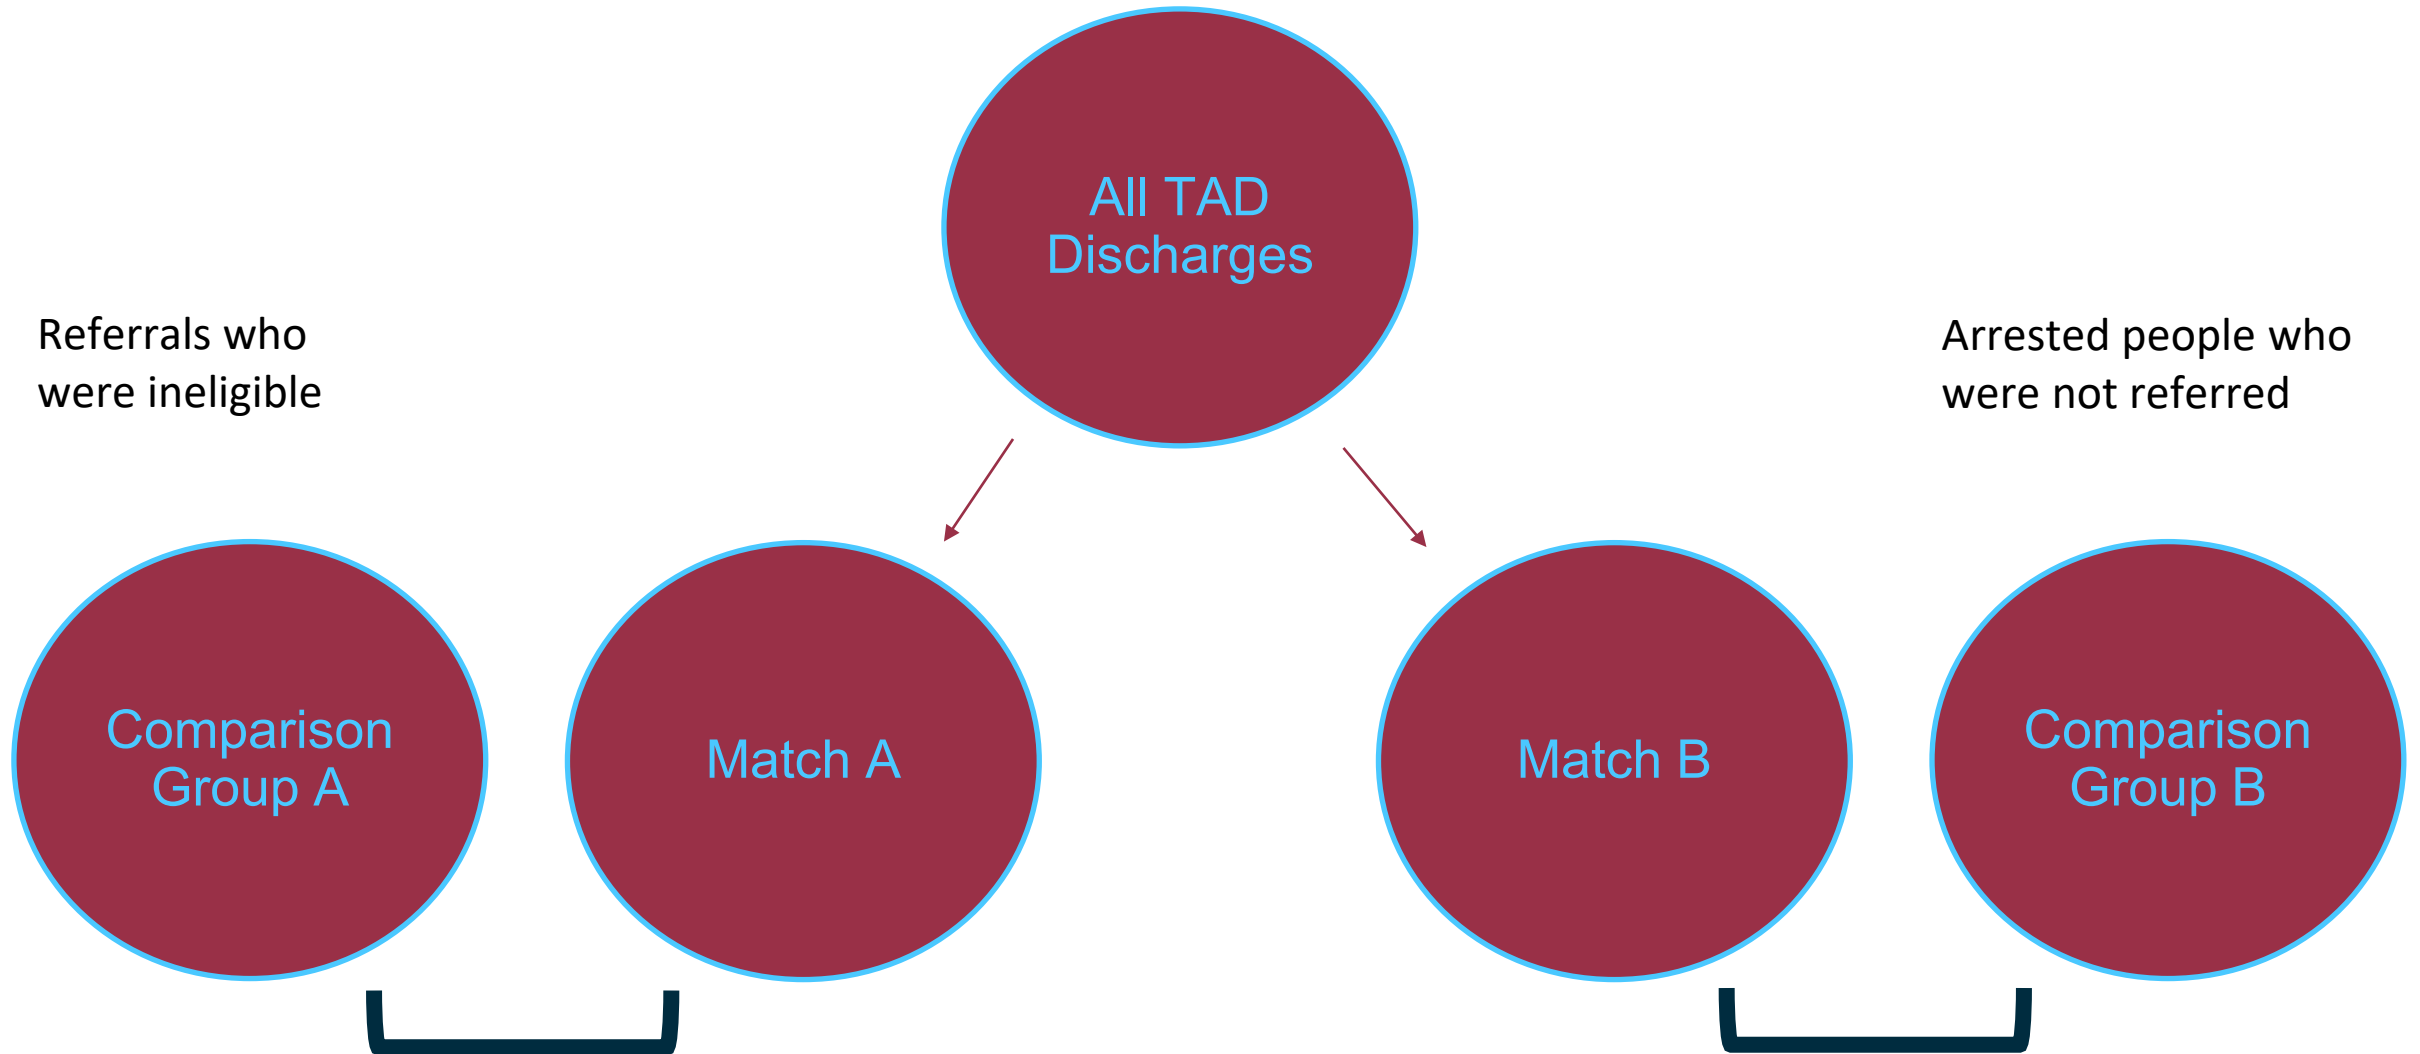 All TAD
Discharges
Referrals who
were ineligible
Arrested people who
were not referred
Comparison
Group A
Match A
Match B
Comparison
Group B